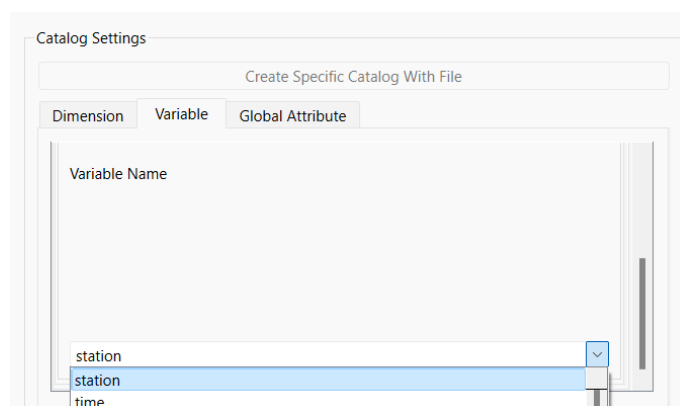 Catalog Settings
Create Specific Catalog With File
Dimension Variable Global Attribute
Variable Name
station
station
time